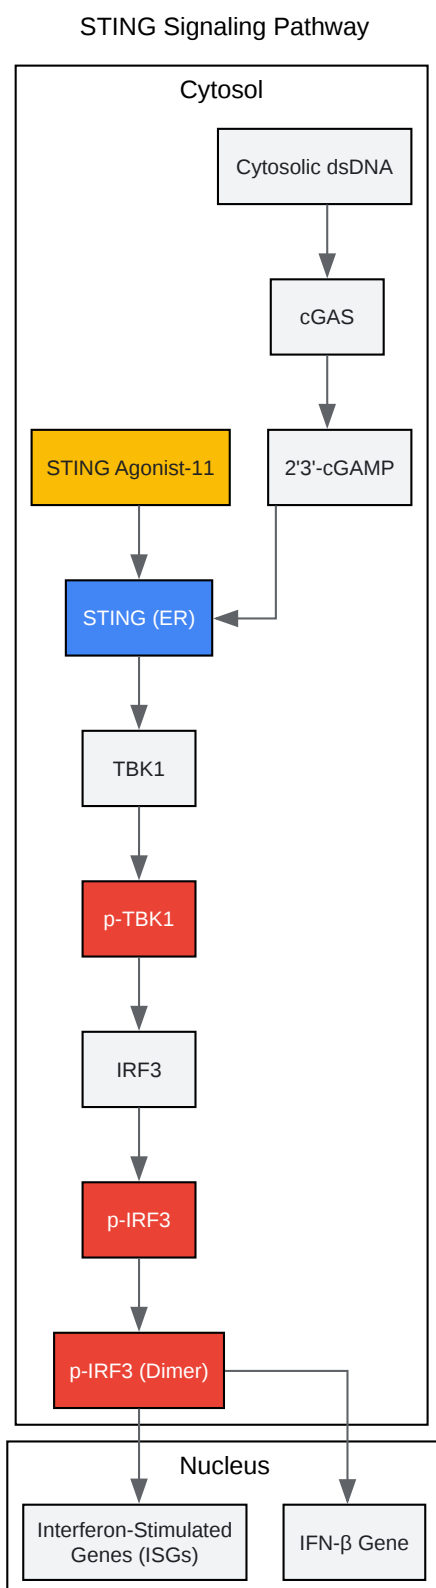 STING Signaling Pathway
Cytosol
Cytosolic dsDNA
cGAS
STING Agonist-11
2'3'-cGAMP
STING (ER)
TBK1
p-TBK1
IRF3
p-IRF3
p-IRF3 (Dimer)
Nucleus
Interferon-Stimulated
Genes (ISGs)
IFN-β Gene